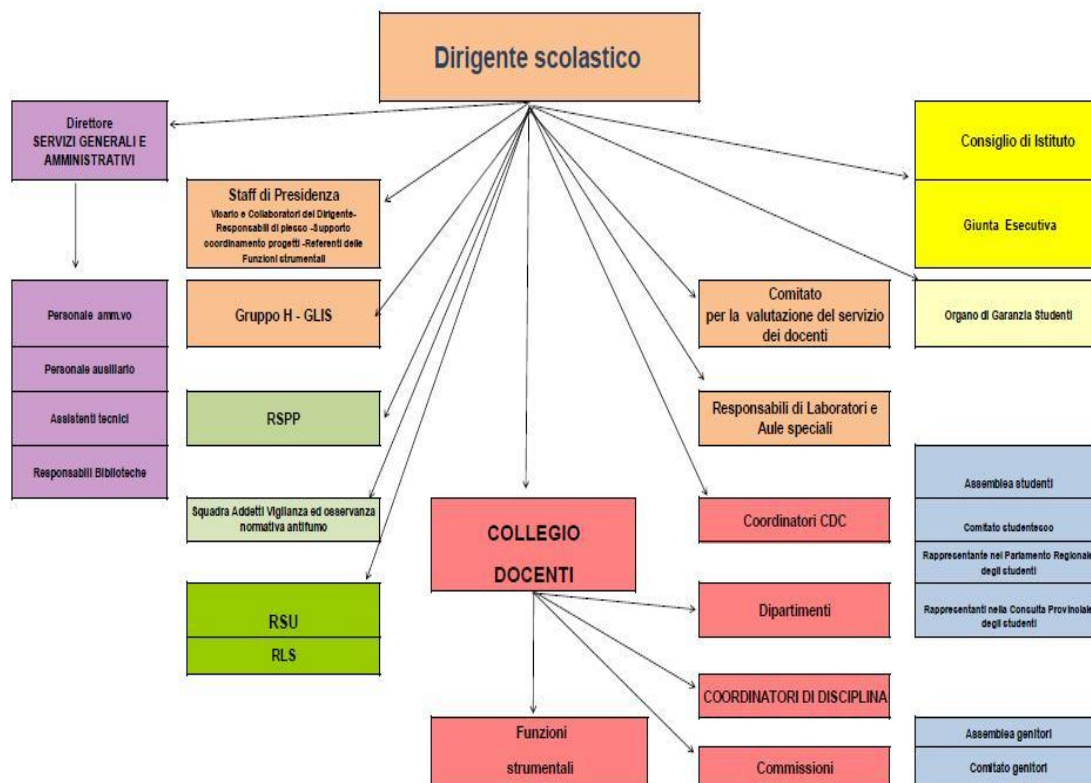 Dirigente scolastico
Direttore
SERVIZI GENERALI E
AMMINISTRATIVI
Consiglio di Istituto
Staff di Presidenza
Vicario e Collaboratori del Dirigente-
Responsabili di plesso -Supporto
coordinamento progetti -Referenti delle
Funzioni strumentali
Giunta Esecutiva
Personale amm.vo
Gruppo H - GLIS
Comitato
per la valutazione del servizio
dei docenti
Organo di Garanzia Studenti
Personale ausiliario
Assistenti tecnici
RSPP
Responsabili di Laboratori e
Aule speciali
Responsabili Biblioteche
Assemblea studenti
Squadra Addetti Vigilanza ed osservanza
normativa antifumo
COLLEGIO
DOCENTI
Coordinatori CDC
Comitato studentesco
Rappresentante nel Parlamento Regionale
degli studenti
RSU
Dipartimenti
Rappresentanti nella Consulta Provinciale
degli studenti
RLS
COORDINATORI DI DISCIPLINA
Funzioni
strumentali
Commissioni
Assemblea genitori
Comitato genitori